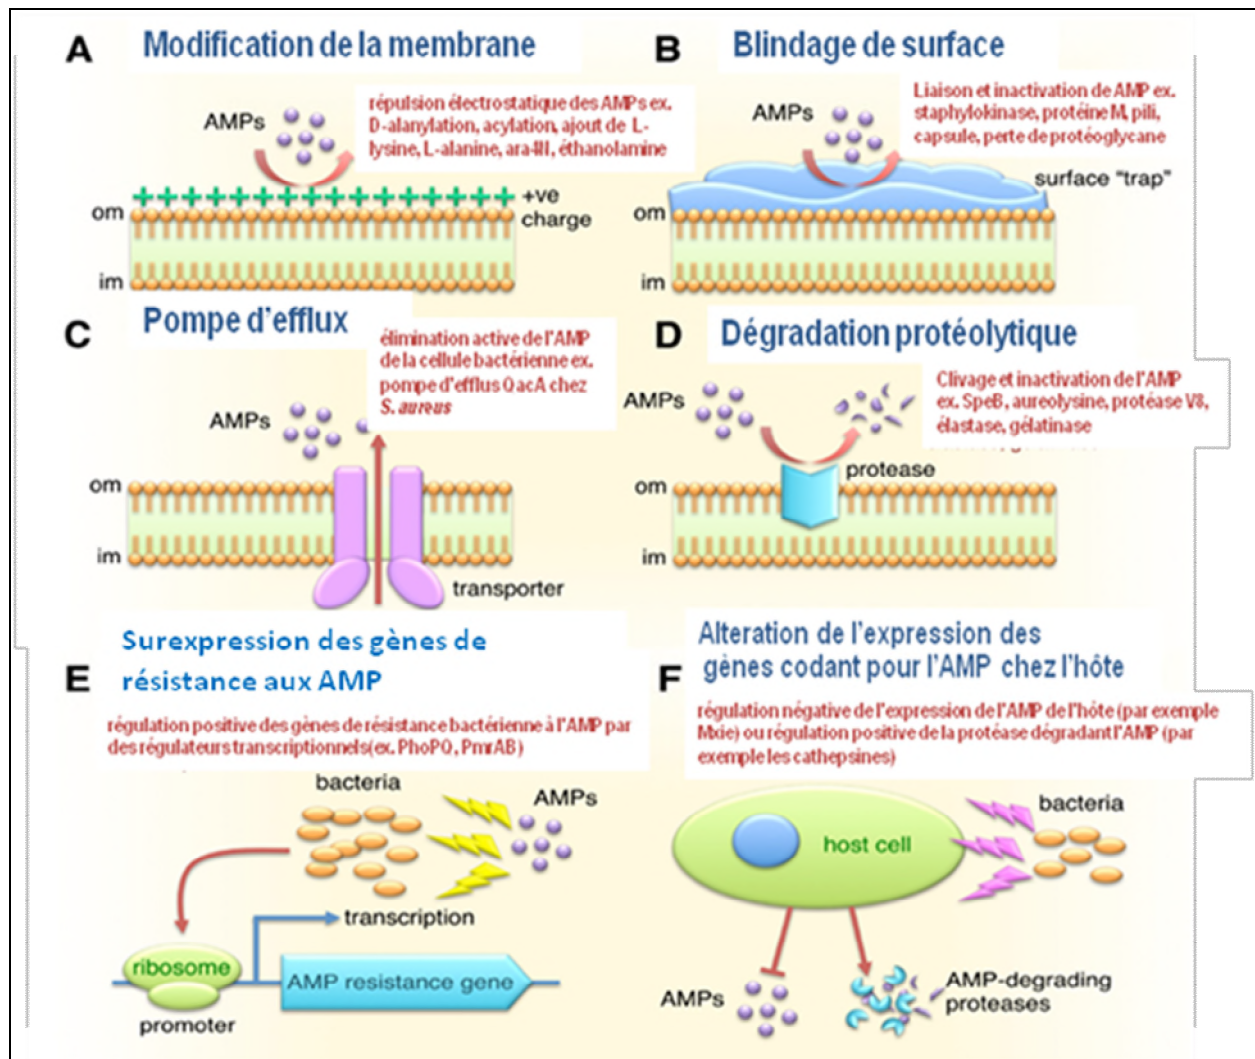 A
Modification de la membrane
AMPs
répulsion électrostatique des AMPs ex.
D-alanylation, acylation, ajout de L-
lysine, L-alanine, ara4N, éthanolamine
+++++++++++++++++
+ve
charge
om
im
B
Blindage de surface
AMPs
Liaison et inactivation de AMP ex.
staphylokinase, protéine M, pili,
capsule, perte de protéoglycane
surface "trap"
om
im
C
Pompe d'efflux
élimination active de l'AMP
de la cellule bactérienne ex.
pompe d'efflus QacA chez
S. aureus
AMPs
om
im
transporter
D
Dégradation protéolytique
AMPs
Clivage et inactivation de l'AMP
ex. SpeB, aureolysine, protéase V8,
élastase, gélatinase
protease
om
im
E
Surexpression des gènes de
résistance aux AMP
régulation positive des gènes de résistance bactérienne à l'AMP par
des régulateurs transcriptionnels(ex. PhoPQ, PmrAB)
bacteria
AMPs
transcription
ribosome
AMP resistance gene
promoter
F
Alteration de l'expression des
gènes codant pour l'AMP chez l'hôte
régulation négative de l'expression de l'AMP de l'hôte (par exemple
Mxie) ou régulation positive de la protéase dégradant l'AMP (par
exemple les cathepsines)
bacteria
host cell
AMPs
AMP-degrading
proteases